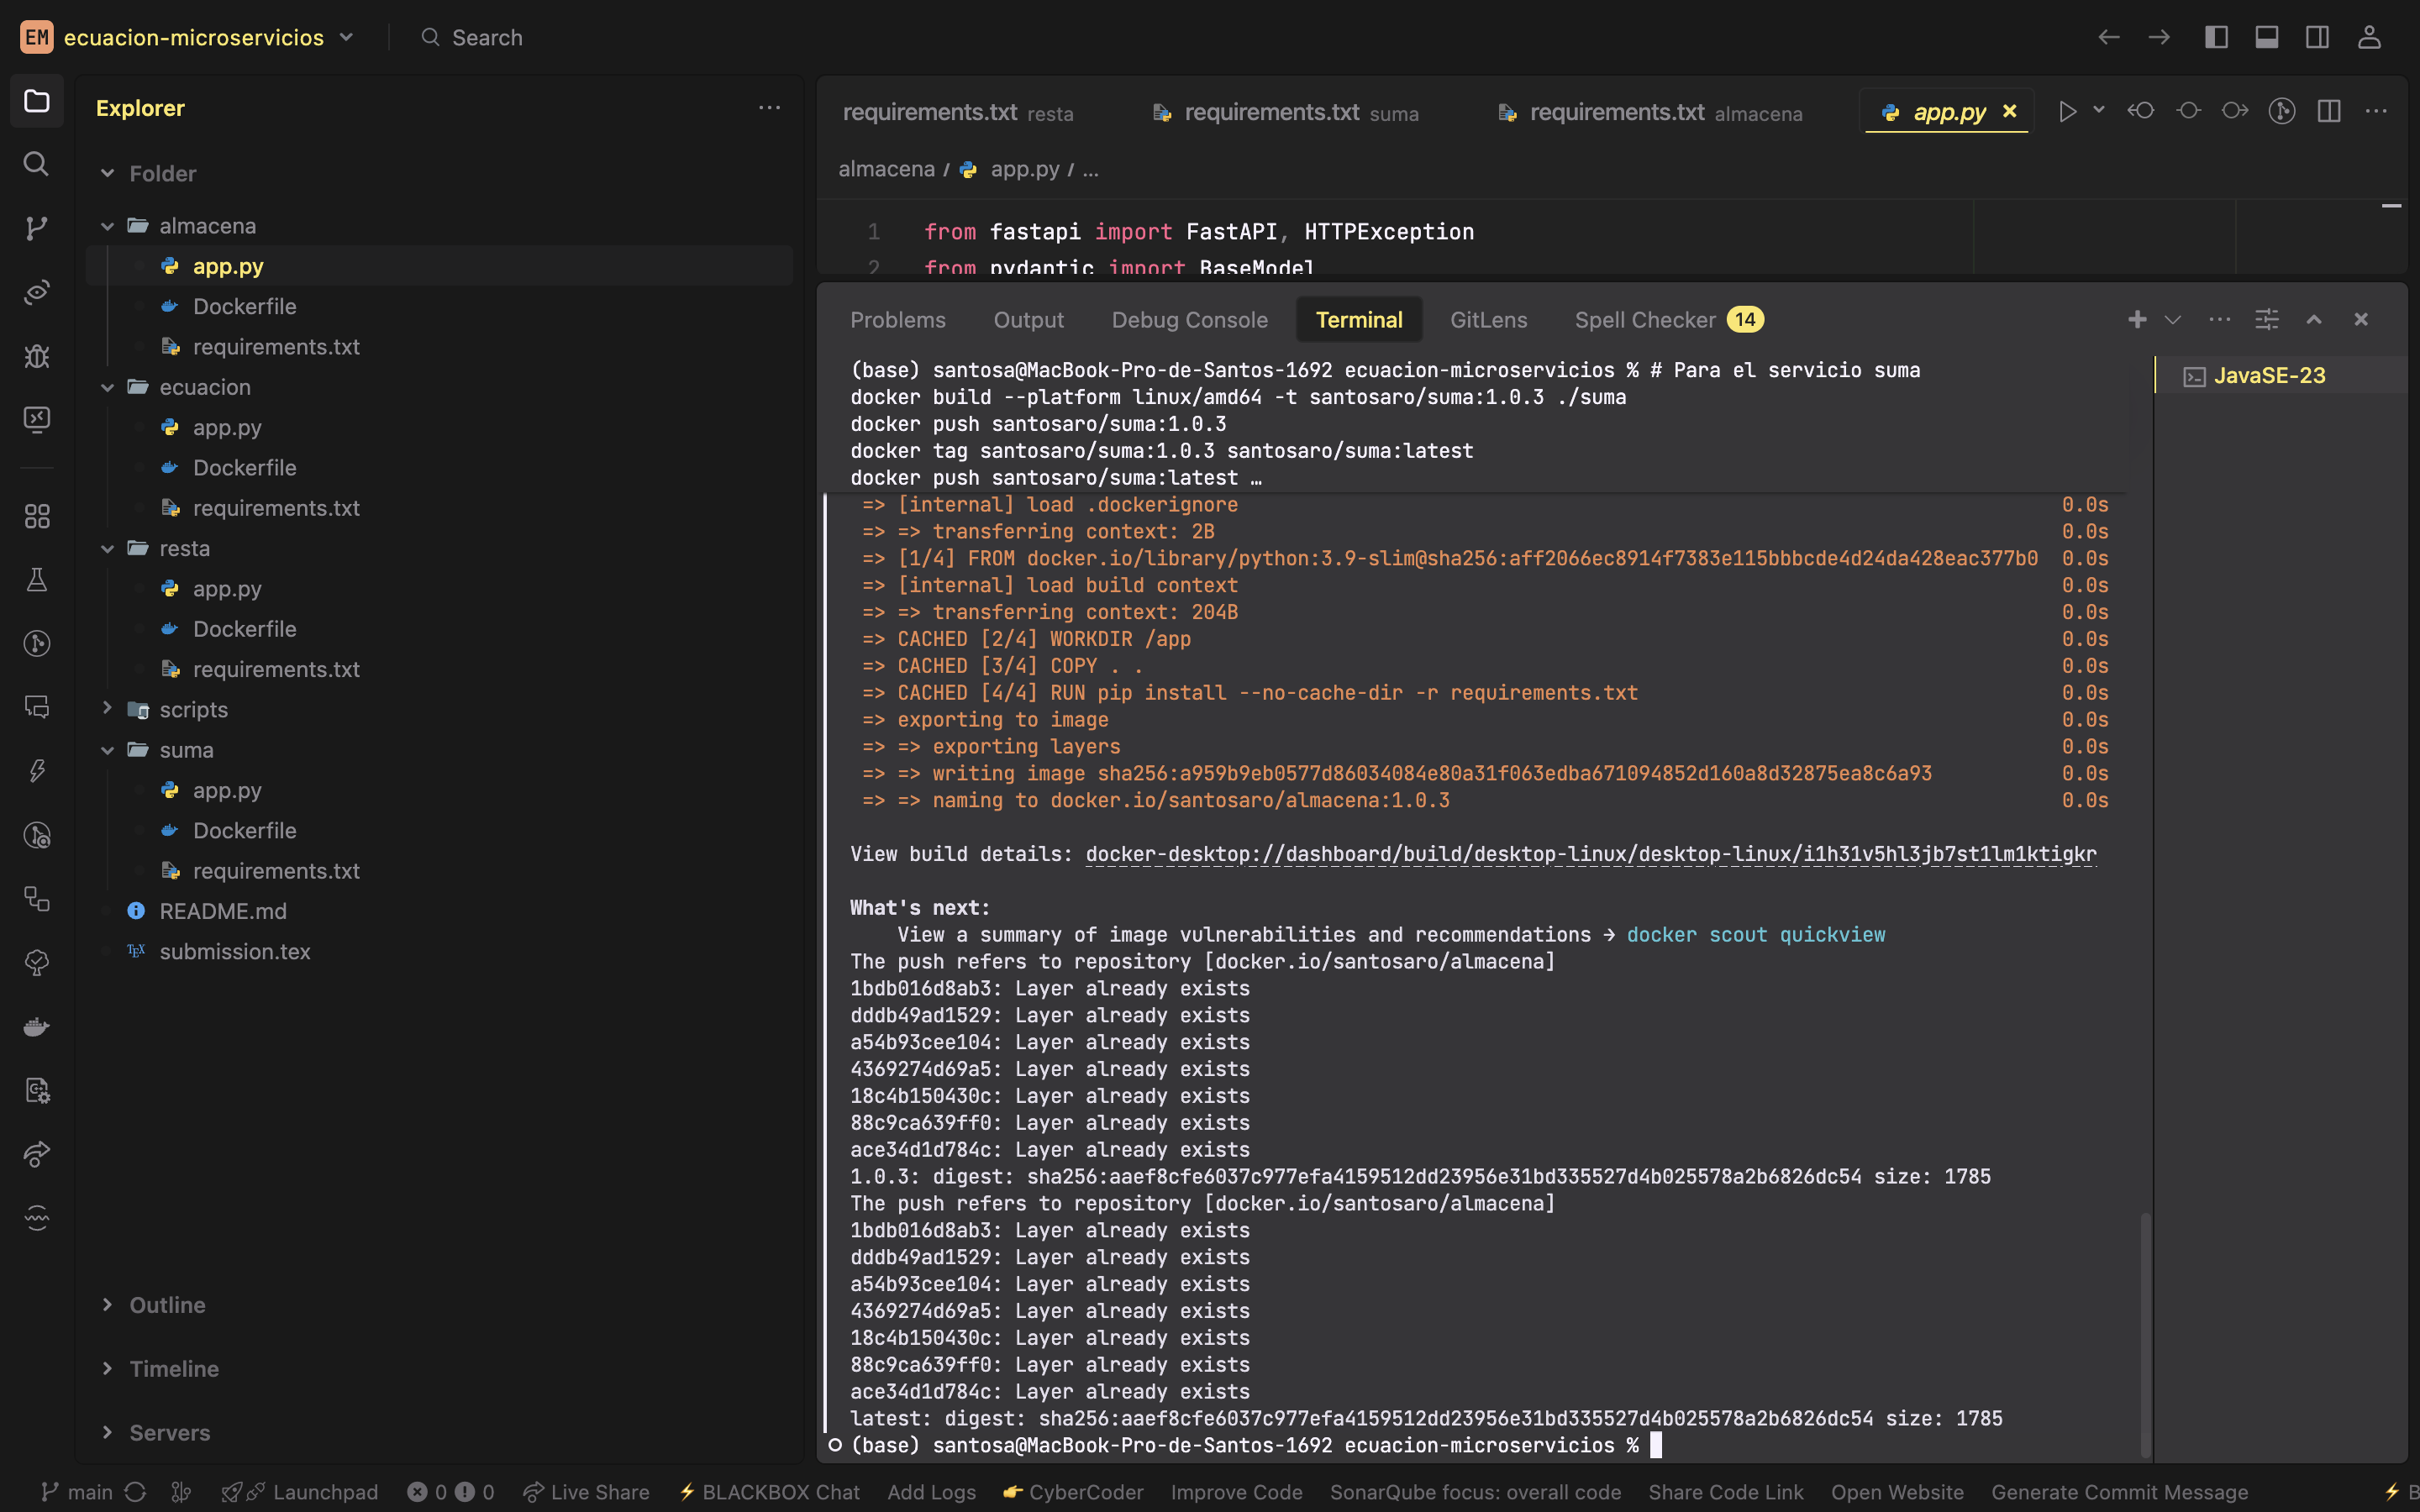 EM ecuacion-microservicios
Search
Explorer
Folder
almacena
app.py
Dockerfile
requirements.txt
ecuacion
app.py
Dockerfile
requirements.txt
resta
app.py
Dockerfile
requirements.txt
scripts
suma
app.py
Dockerfile
requirements.txt
README.md
TEX submission.tex
Outline
Timeline
Servers
requirements.txt resta
requirements.txt suma
requirements.txt almacena
app.py
almacena / app.py / ...
1 from fastapi import FastAPI, HTTPException
2 from pydantic import BaseModel
Problems Output Debug Console Terminal GitLens Spell Checker 14
(base) santosa@MacBook-Pro-de-Santos-1692 ecuacion-microservicios % # Para el servicio suma
docker build --platform linux/amd64 -t santosaro/suma:1.0.3 ./suma
docker push santosaro/suma:1.0.3
docker tag santosaro/suma:1.0.3 santosaro/suma:latest
docker push santosaro/suma:latest …
=> [internal] load .dockerignore 0.0s
=> => transferring context: 2B 0.0s
=> [1/4] FROM docker.io/library/python:3.9-slim@sha256:aff2066ec8914f7383e115bbbcde4d24da428eac377b0 0.0s
=> [internal] load build context 0.0s
=> => transferring context: 204B 0.0s
=> CACHED [2/4] WORKDIR /app 0.0s
=> CACHED [3/4] COPY . . 0.0s
=> CACHED [4/4] RUN pip install --no-cache-dir -r requirements.txt 0.0s
=> exporting to image 0.0s
=> => exporting layers 0.0s
=> => writing image sha256:a959b9eb0577d86034084e80a31f063edba671094852d160a8d32875ea8c6a93 0.0s
=> => naming to docker.io/santosaro/almacena:1.0.3 0.0s
View build details: docker-desktop://dashboard/build/desktop-linux/desktop-linux/i1h31v5hl3jb7st1lm1ktigkr
What's next:
View a summary of image vulnerabilities and recommendations → docker scout quickview
The push refers to repository [docker.io/santosaro/almacena]
1bdb016d8ab3: Layer already exists
dddb49ad1529: Layer already exists
a54b93cee104: Layer already exists
4369274d69a5: Layer already exists
18c4b150430c: Layer already exists
88c9ca639ff0: Layer already exists
ace34d1d784c: Layer already exists
1.0.3: digest: sha256:aaef8cfe6037c977efa4159512dd23956e31bd335527d4b025578a2b6826dc54 size: 1785
The push refers to repository [docker.io/santosaro/almacena]
1bdb016d8ab3: Layer already exists
dddb49ad1529: Layer already exists
a54b93cee104: Layer already exists
4369274d69a5: Layer already exists
18c4b150430c: Layer already exists
88c9ca639ff0: Layer already exists
ace34d1d784c: Layer already exists
latest: digest: sha256:aaef8cfe6037c977efa4159512dd23956e31bd335527d4b025578a2b6826dc54 size: 1785
(base) santosa@MacBook-Pro-de-Santos-1692 ecuacion-microservicios %
JavaSE-23
main Launchpad 0 0 Live Share BLACKBOX Chat Add Logs CyberCoder Improve Code SonarQube focus: overall code Share Code Link Open Website Generate Commit Message B